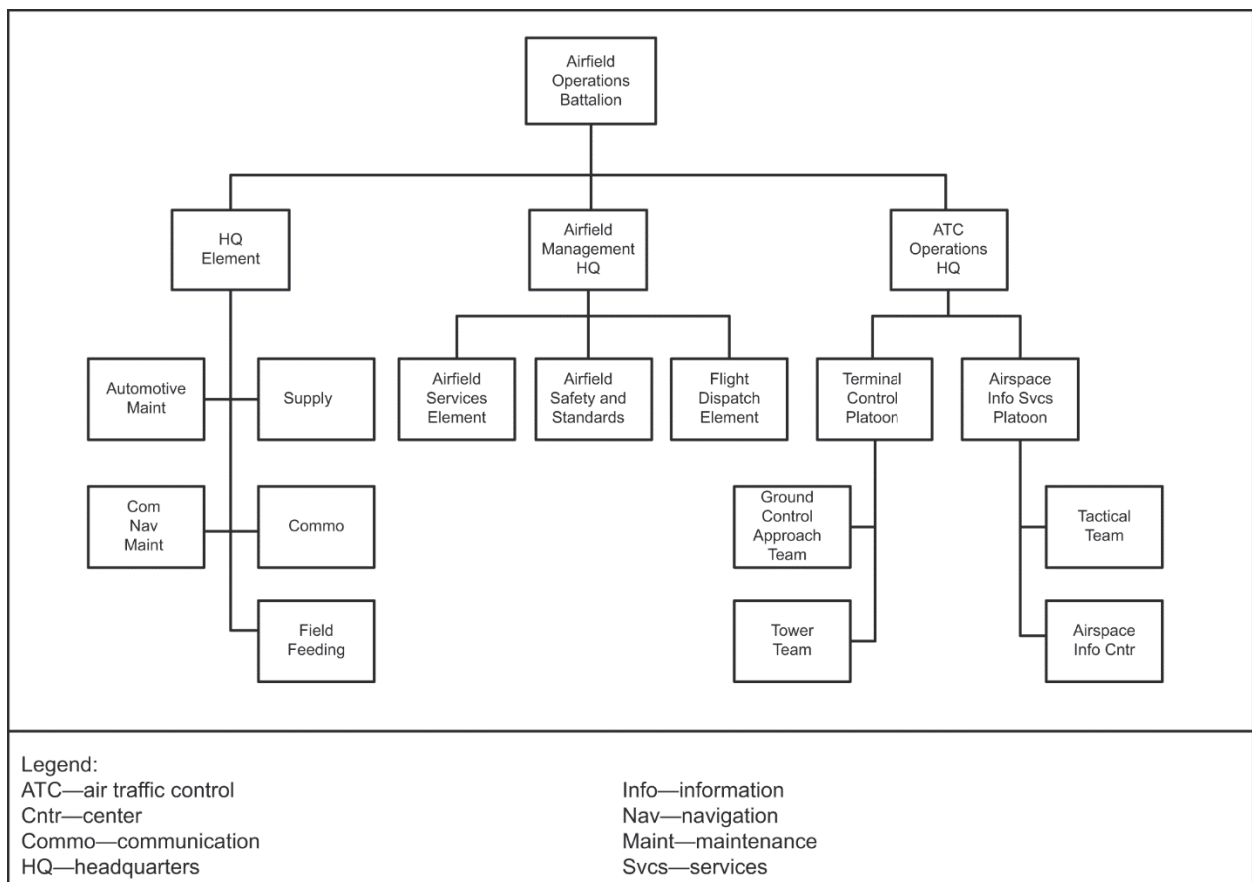 Airfield
Operations
Battalion
HQ
Element
Airfield
Management
HQ
ATC
Operations
HQ
Automotive
Maint
Supply
Airfield
Services
Element
Airfield
Safety and
Standards
Flight
Dispatch
Element
Terminal
Control
Platoon
Airspace
Info Svcs
Platoon
Com
Nav
Maint
Commo
Ground
Control
Approach
Team
Tactical
Team
Field
Feeding
Tower
Team
Airspace
Info Cntr
Legend:
ATC—air traffic control
Cntr—center
Commo—communication
HQ—headquarters
Info—information
Nav—navigation
Maint—maintenance
Svcs—services